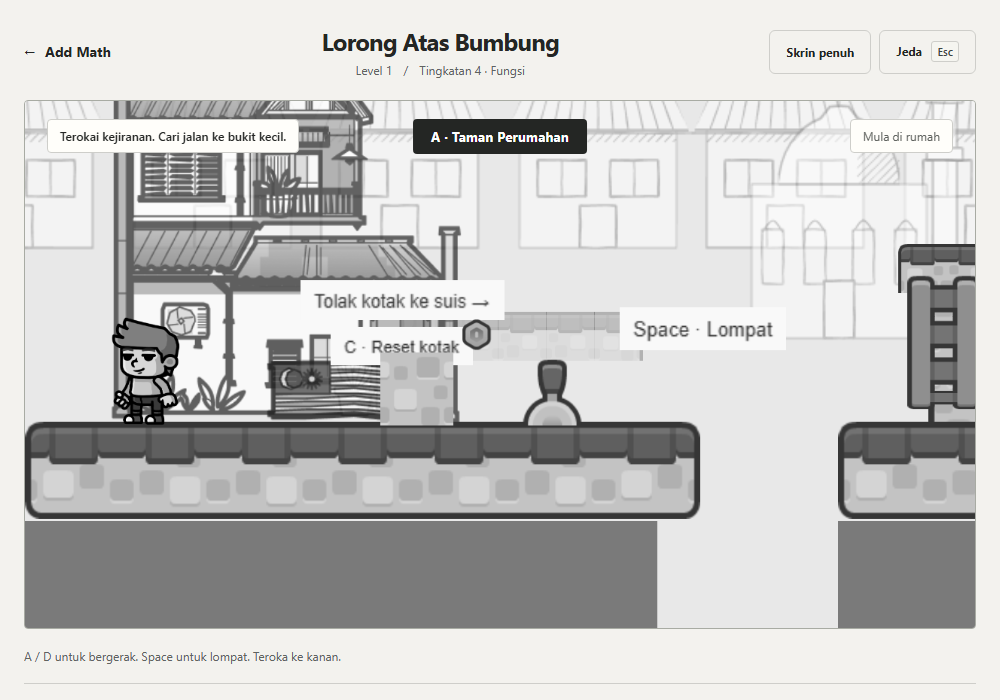 ← Add Math
Lorong Atas Bumbung
Level 1 / Tingkatan 4 · Fungsi
Skrin penuh
Jeda Esc
Terokai kejiranan. Cari jalan ke bukit kecil.
A · Taman Perumahan
Mula di rumah
Tolak kotak ke suis →
Space · Lompat
C · Reset kotak
A / D untuk bergerak. Space untuk lompat. Teroka ke kanan.